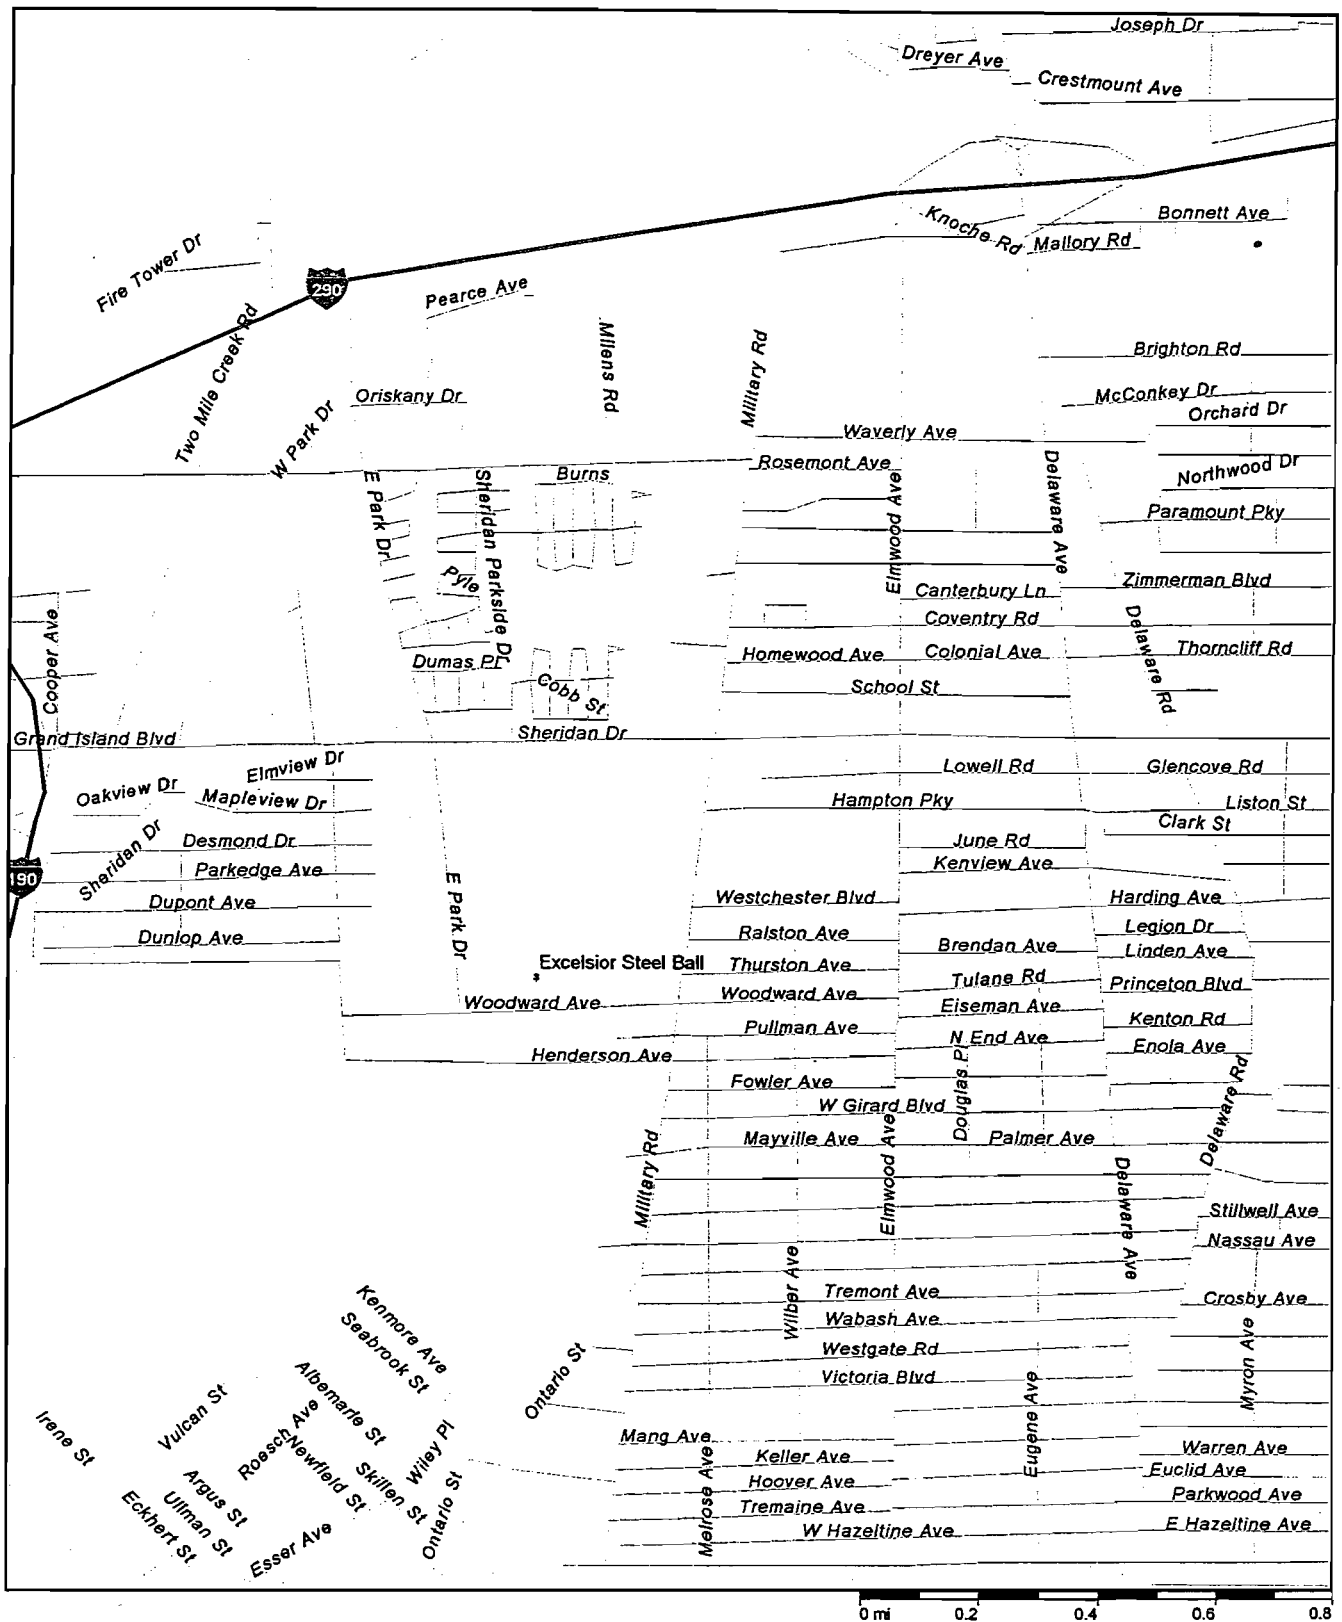 Joseph Dr
Dreyer Ave
Crestmount Ave
Knoche Rd
Bonnett Ave
Mallory Rd
Fire Tower Dr
290
Pearce Ave
Two Mile Creek Rd
Milens Rd
Military Rd
Brighton Rd
Oriskany Dr
W Park Dr
McConkey Dr
Orchard Dr
Waverly Ave
Rosemont Ave
Burns
Northwood Dr
E Park Dr
Sheridan Parkside Dr
Elmwood Ave
Delaware Ave
Paramount Pky
Pyle
Canterbury Ln
Zimmerman Blvd
Cooper Ave
Coventry Rd
Delaware Rd
Dumas Pl
Homewood Ave
Colonial Ave
Thorncliff Rd
Cobb St
School St
Grand Island Blvd
Sheridan Dr
Elmview Dr
Lowell Rd
Glencove Rd
Oakview Dr
Mapleview Dr
Hampton Pky
Liston St
Clark St
Sheridan Dr
Desmond Dr
June Rd
190
Parkedge Ave
Kenview Ave
Dupont Ave
E Park Dr
Westchester Blvd
Harding Ave
Dunlop Ave
Ralston Ave
Legion Dr
Brendan Ave
Linden Ave
Excelsior Steel Ball
Thurston Ave
Tulane Rd
Princeton Blvd
Woodward Ave
Woodward Ave
Eiseman Ave
Kenton Rd
Pullman Ave
N End Ave
Enola Ave
Henderson Ave
Douglas Pl
Fowler Ave
Delaware Rd
W Girard Blvd
Mayville Ave
Palmer Ave
Military Rd
Elmwood Ave
Delaware Ave
Stillwell Ave
Nassau Ave
Wilber Ave
Tremont Ave
Crosby Ave
Kenmore Ave
Seabrook St
Wabash Ave
Myron Ave
Westgate Rd
Albemarle St
Ontario St
Victoria Blvd
Eugene Ave
Irene St
Vulcan St
Roesch Ave
Newfield St
Skillen St
Wiley Pl
Mang Ave
Warren Ave
Keller Ave
Euclid Ave
Melrose Ave
Argus St
Ullman St
Eckhert St
Hoover Ave
Parkwood Ave
Ontario St
Tremaine Ave
E Hazeltine Ave
Esser Ave
W Hazeltine Ave
0 mi 0.2 0.4 0.6 0.8